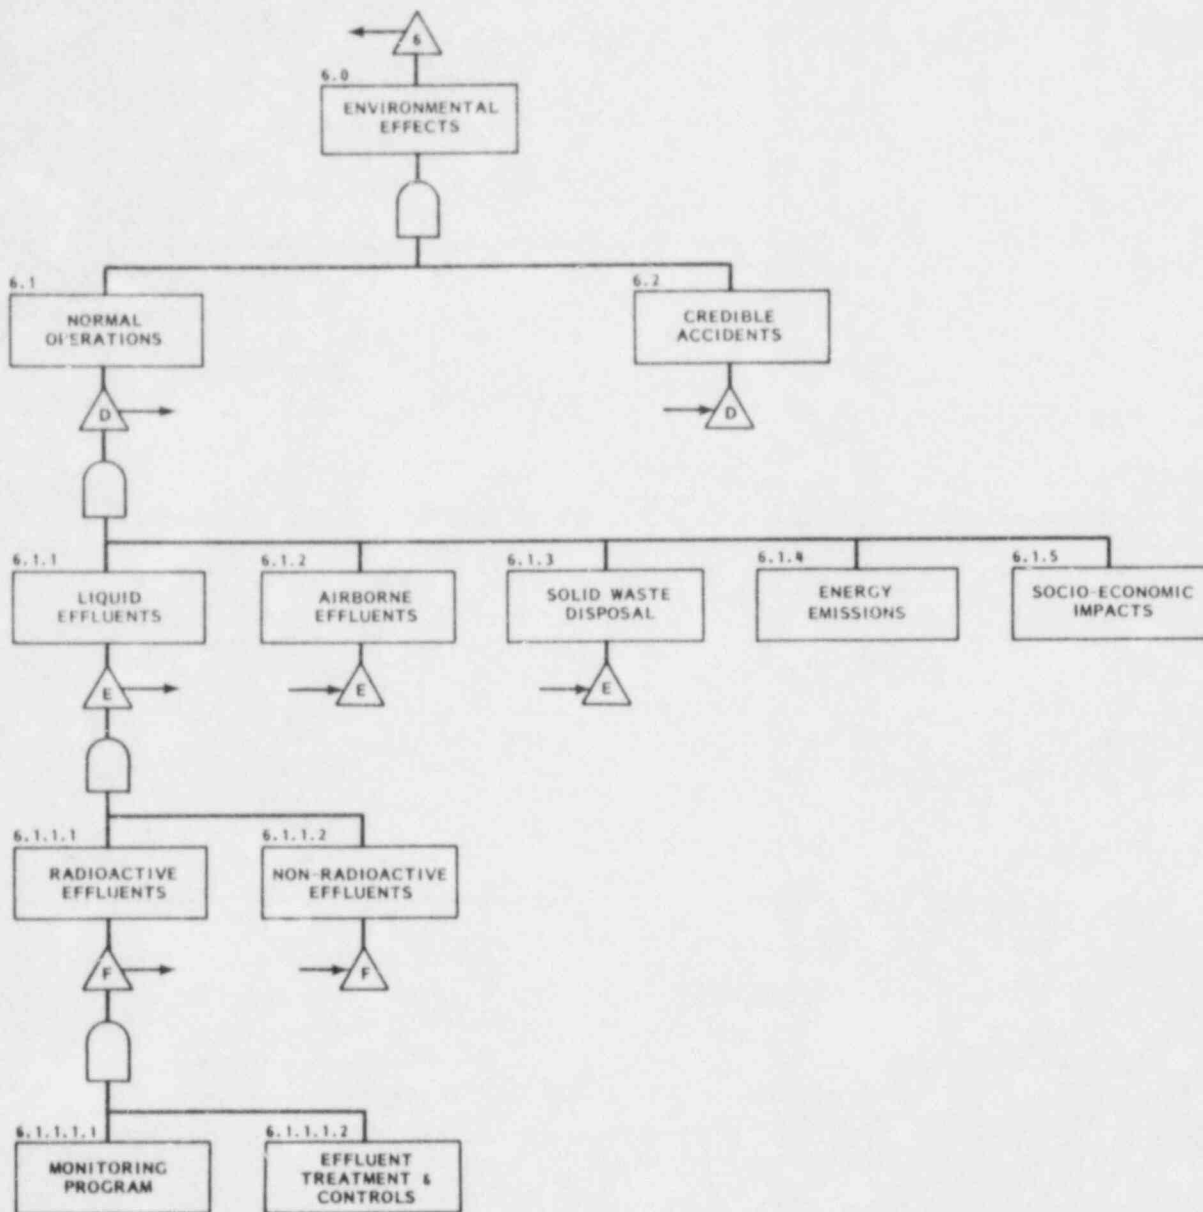 6
6.0
ENVIRONMENTAL
EFFECTS
6.1
NORMAL
OPERATIONS
6.2
CREDIBLE
ACCIDENTS
D
D
6.1.1
LIQUID
EFFLUENTS
6.1.2
AIRBORNE
EFFLUENTS
6.1.3
SOLID WASTE
DISPOSAL
6.1.4
ENERGY
EMISSIONS
6.1.5
SOCIO-ECONOMIC
IMPACTS
E
E
E
6.1.1.1
RADIOACTIVE
EFFLUENTS
6.1.1.2
NON-RADIOACTIVE
EFFLUENTS
F
F
6.1.1.1.1
MONITORING
PROGRAM
6.1.1.1.2
EFFLUENT
TREATMENT &
CONTROLS